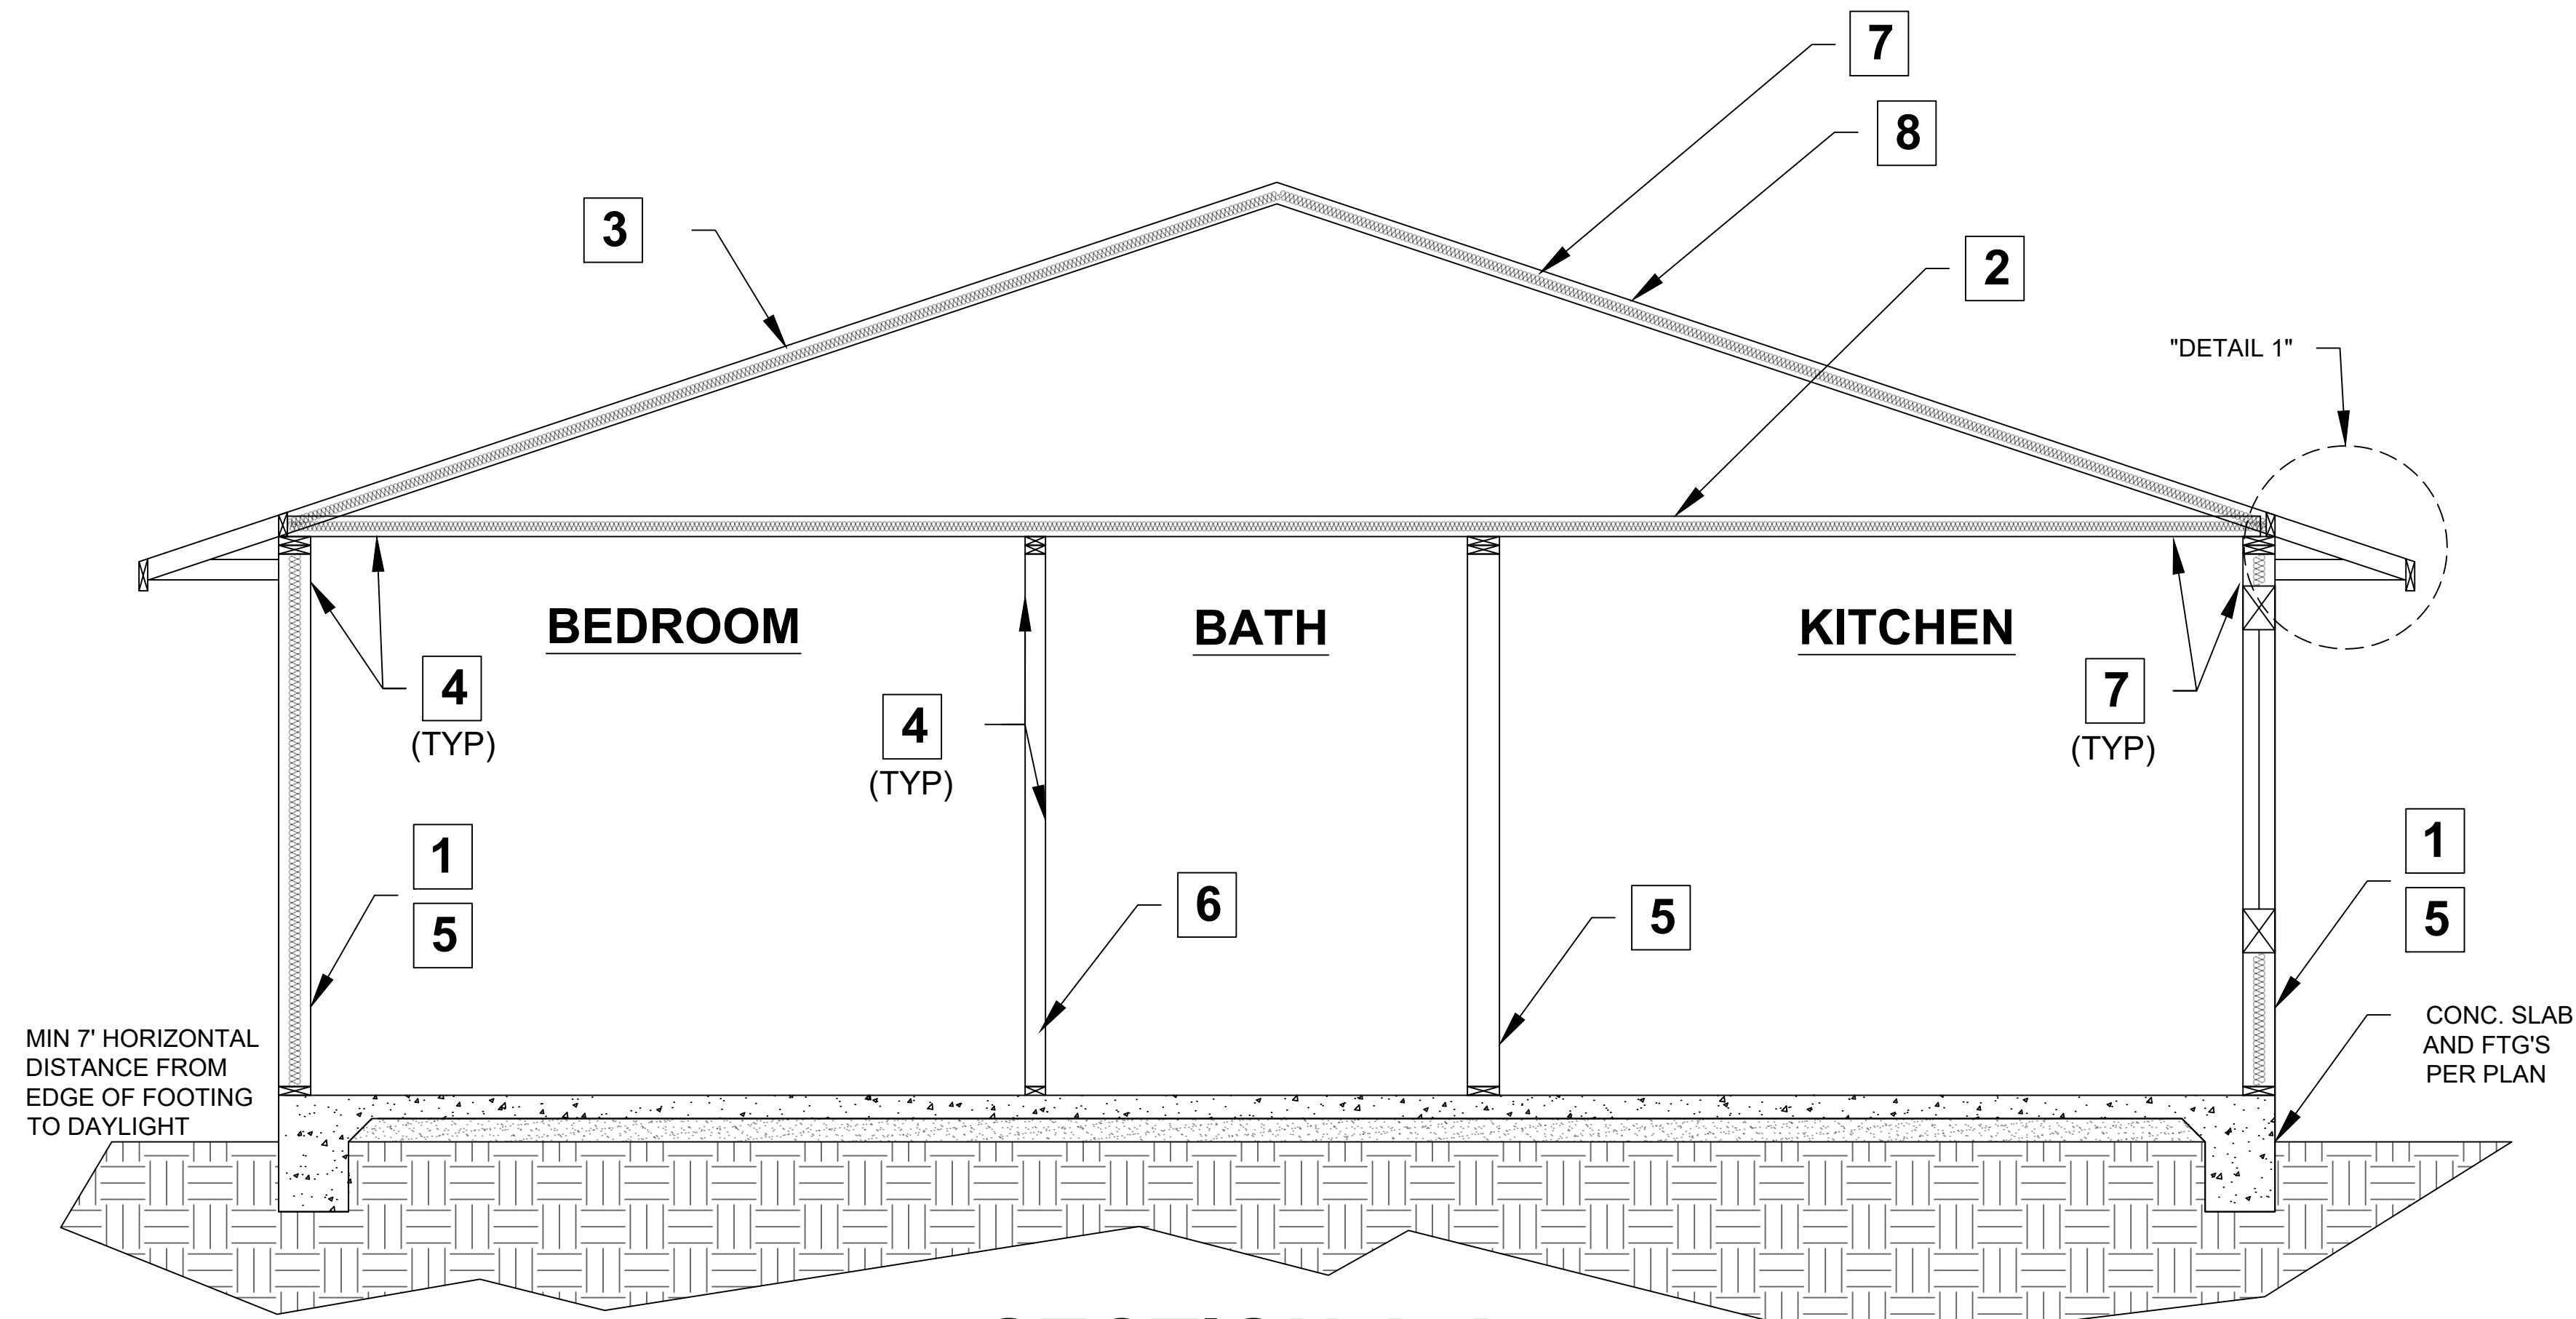 7
8
3
2
"DETAIL 1"
BEDROOM
BATH
KITCHEN
4
(TYP)
4
(TYP)
7
(TYP)
1
5
6
5
1
5
MIN 7' HORIZONTAL
DISTANCE FROM
EDGE OF FOOTING
TO DAYLIGHT
CONC. SLAB
AND FTG'S
PER PLAN